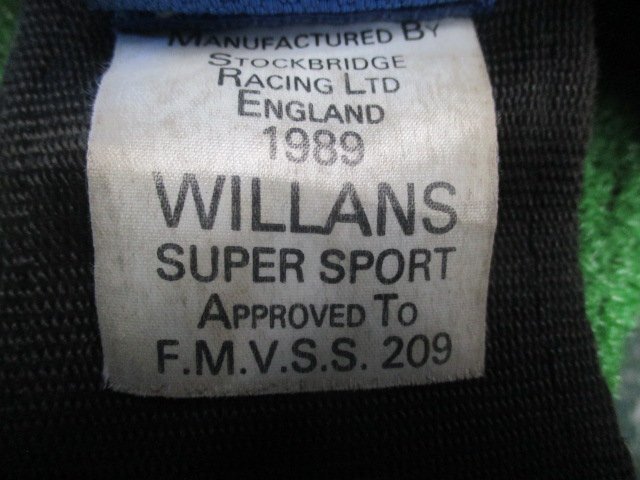 MANUFACTURED BY
STOCKBRIDGE
RACING LTD
ENGLAND
1989
WILLANS
SUPER SPORT
APPROVED TO
F.M.V.S.S. 209